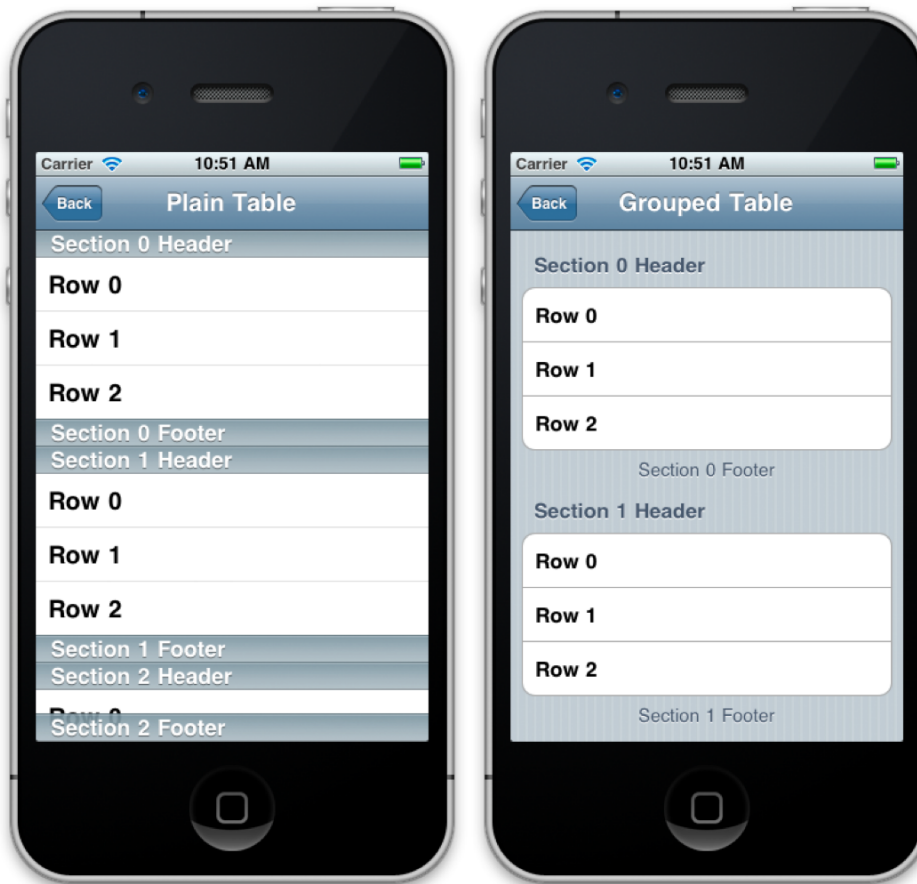 Carrier
10:51 AM
Back
Plain Table
Section 0 Header
Row 0
Row 1
Row 2
Section 0 Footer
Section 1 Header
Row 0
Row 1
Row 2
Section 1 Footer
Section 2 Header
Row 0
Section 2 Footer
Carrier
10:51 AM
Back
Grouped Table
Section 0 Header
Row 0
Row 1
Row 2
Section 0 Footer
Section 1 Header
Row 0
Row 1
Row 2
Section 1 Footer